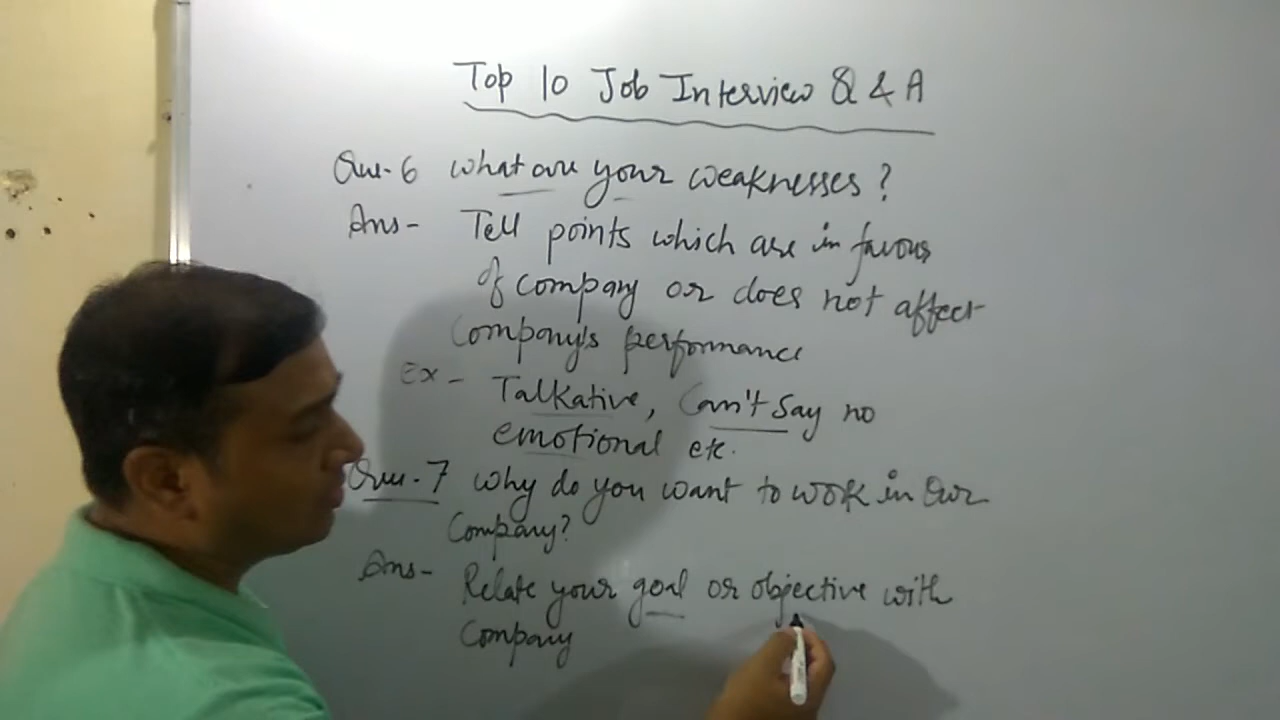 Top 10 Job Interview Q & A
Que.6 What are your weaknesses?
Ans- Tell points which are in favour
of company or does not affect
Company's performance
Ex- Talkative, Can't Say no
emotional etc.
Que.7 Why do you want to work in Our
Company?
Ans- Relate your goal or objective with
Company